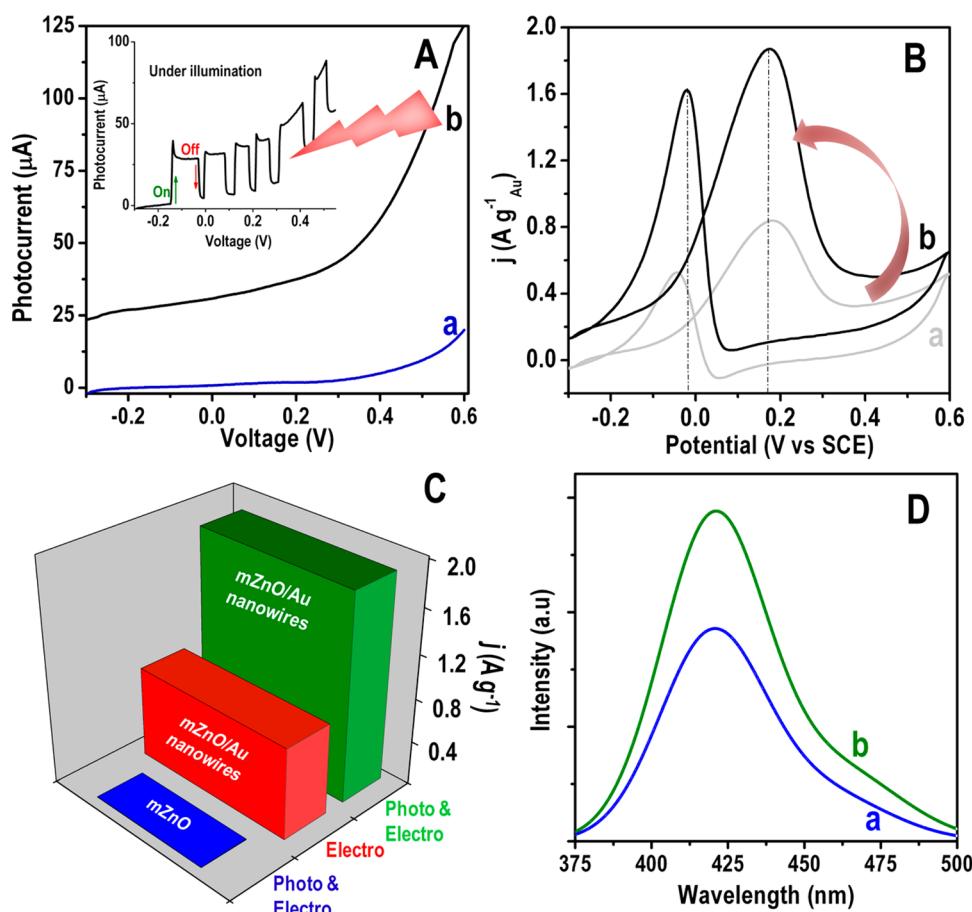 A
Photocurrent (μA)
125
100
75
50
25
0
-0.2
0.0
0.2
0.4
0.6
Voltage (V)
b
a
Under illumination
Photocurrent (μA)
100
50
0
On
Off
-0.2
0.0
0.2
0.4
Voltage (V)
B
j (A g⁻¹Au)
2.0
1.6
1.2
0.8
0.4
0.0
-0.2
0.0
0.2
0.4
0.6
Potential (V vs SCE)
b
a
C
mZnO/Au
nanowires
mZnO/Au
nanowires
mZnO
2.0
1.6
1.2
0.8
0.4
j (A g⁻¹)
Photo &
Electro
Electro
Photo &
Electro
D
Intensity (a.u)
b
a
375
400
425
450
475
500
Wavelength (nm)